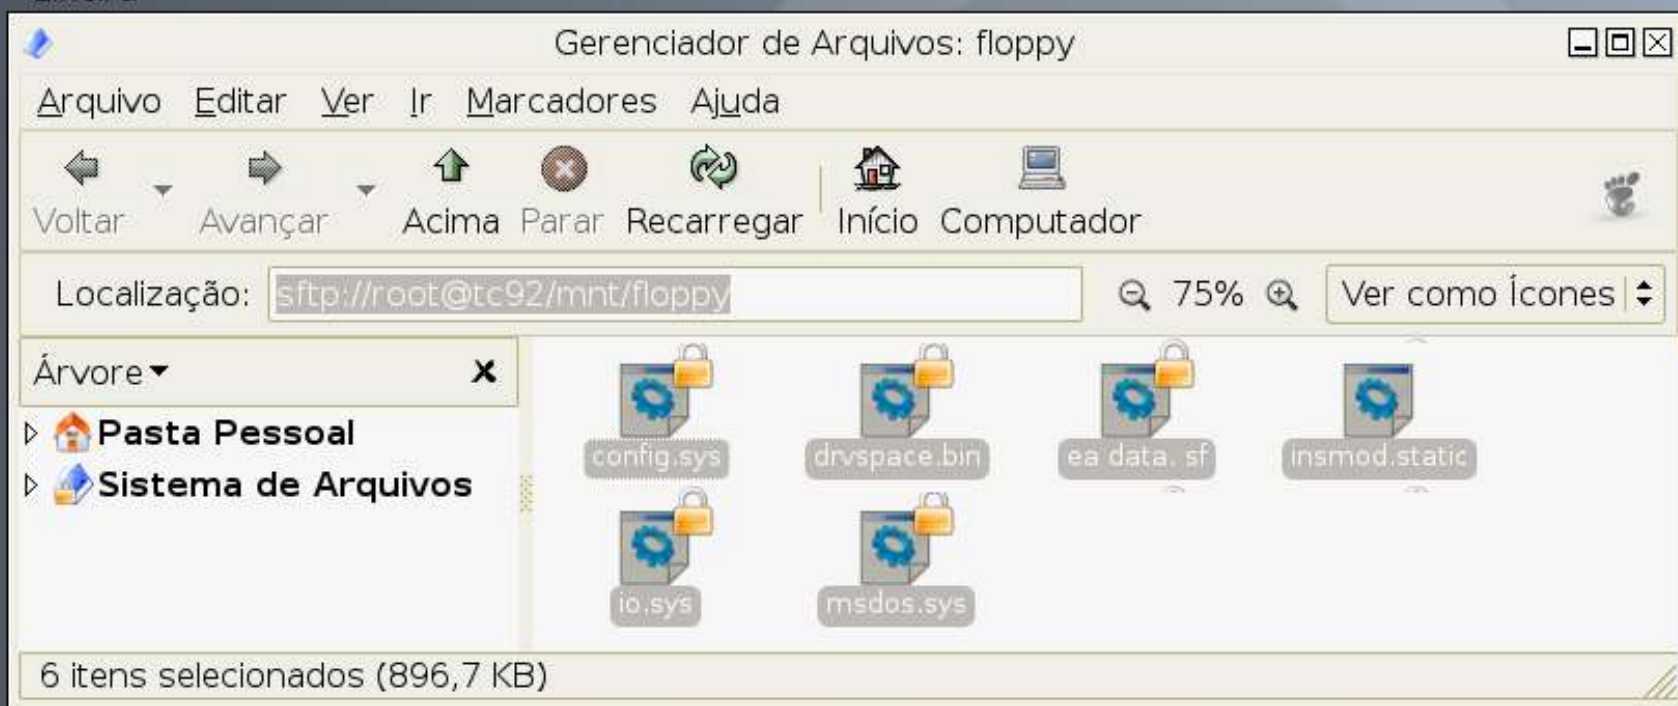 Gerenciador de Arquivos: floppy
Arquivo Editar Ver Ir Marcadores Ajuda
Voltar Avançar Acima Parar Recarregar Início Computador
Localização: sftp://root@tc92/mnt/floppy 75% Ver como Ícones
Árvore
Pasta Pessoal
Sistema de Arquivos
config.sys drvspace.bin ea data. sf insmod.static
io.sys msdos.sys
6 itens selecionados (896,7 KB)